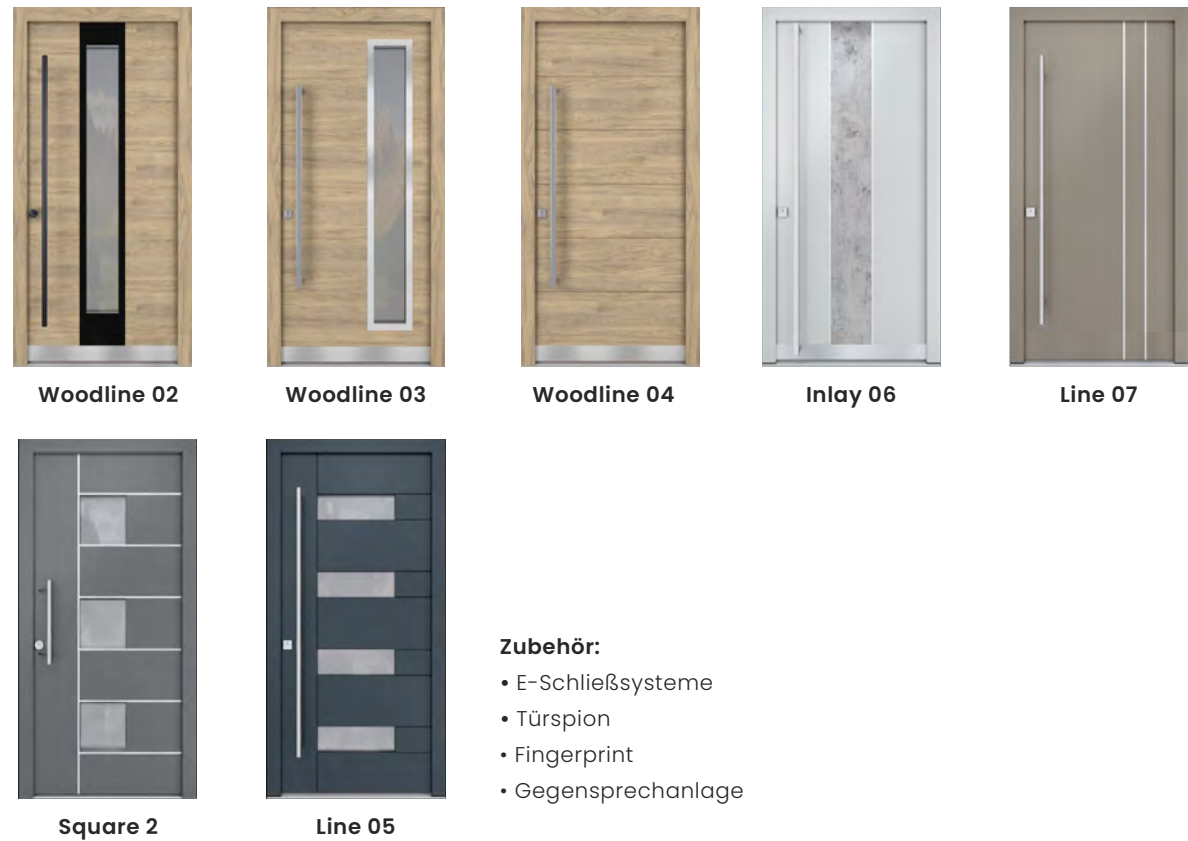 Woodline 02
Woodline 03
Woodline 04
Inlay 06
Line 07
Square 2
Line 05
Zubehör:
• E-Schließsysteme
• Türspion
• Fingerprint
• Gegensprechanlage